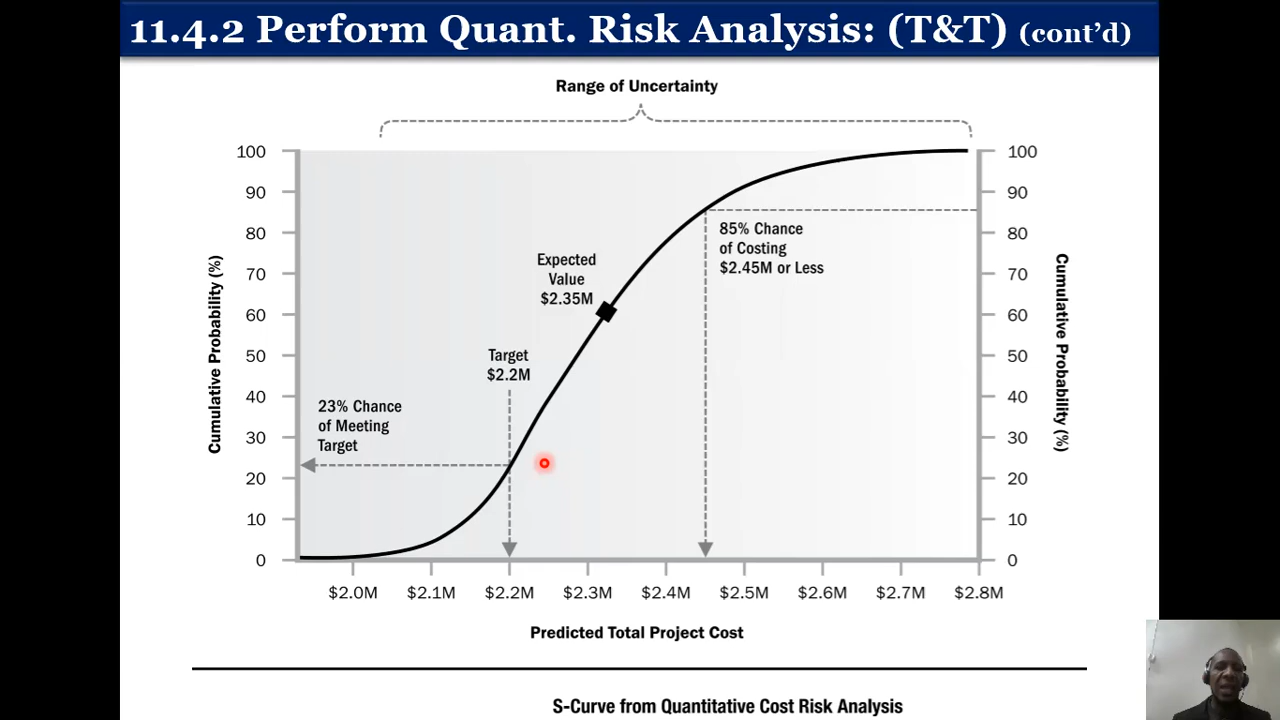 11.4.2 Perform Quant. Risk Analysis: (T&T) (cont’d)
Range of Uncertainty
100
90
80
70
60
50
40
30
20
10
0
Cumulative Probability (%)
Expected
Value
$2.35M
Target
$2.2M
23% Chance
of Meeting
Target
85% Chance
of Costing
$2.45M or Less
100
90
80
70
60
50
40
30
20
10
0
Cumulative Probability (%)
$2.0M $2.1M $2.2M $2.3M $2.4M $2.5M $2.6M $2.7M $2.8M
Predicted Total Project Cost
S-Curve from Quantitative Cost Risk Analysis